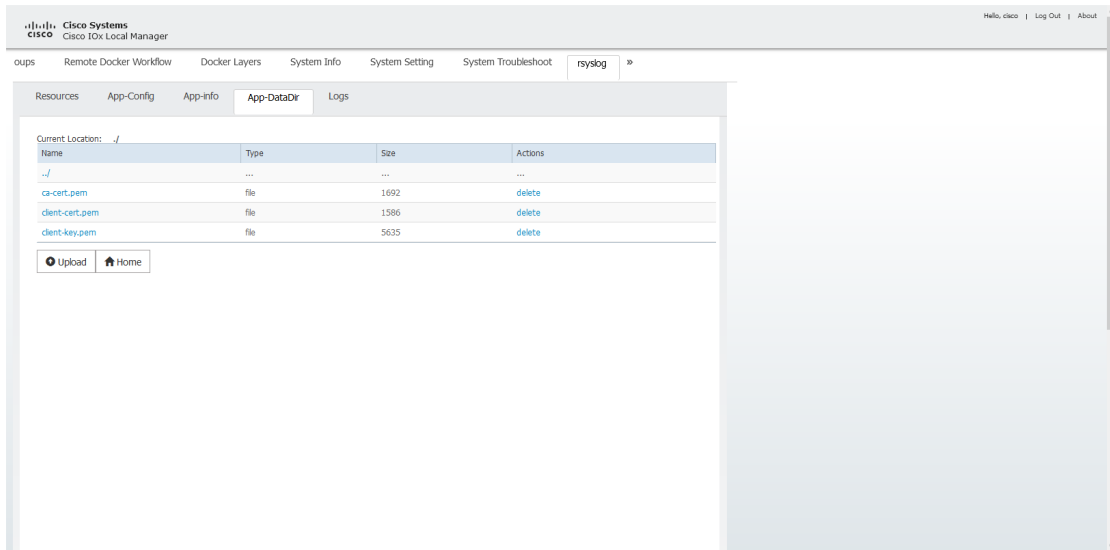 Hello, cisco | Log Out | About
Cisco Systems
CISCO Cisco IOx Local Manager
oups Remote Docker Workflow Docker Layers System Info System Setting System Troubleshoot rsyslog »
Resources App-Config App-info App-DataDir Logs
Current Location: ./
Name Type Size Actions
../ ... ... ...
ca-cert.pem file 1692 delete
client-cert.pem file 1586 delete
client-key.pem file 5635 delete
Upload Home